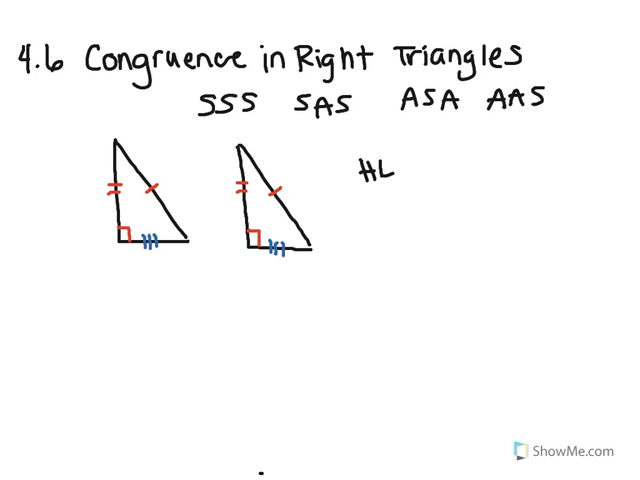 4.6 Congruence in Right Triangles
SSS SAS ASA AAS
HL
ShowMe.com